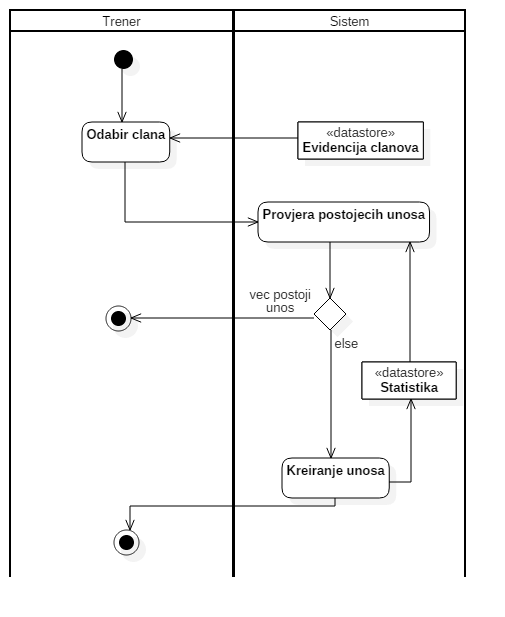 Trener
Sistem
Odabir clana
«datastore»
Evidencija clanova
Provjera postojecih unosa
vec postoji
unos
else
«datastore»
Statistika
Kreiranje unosa